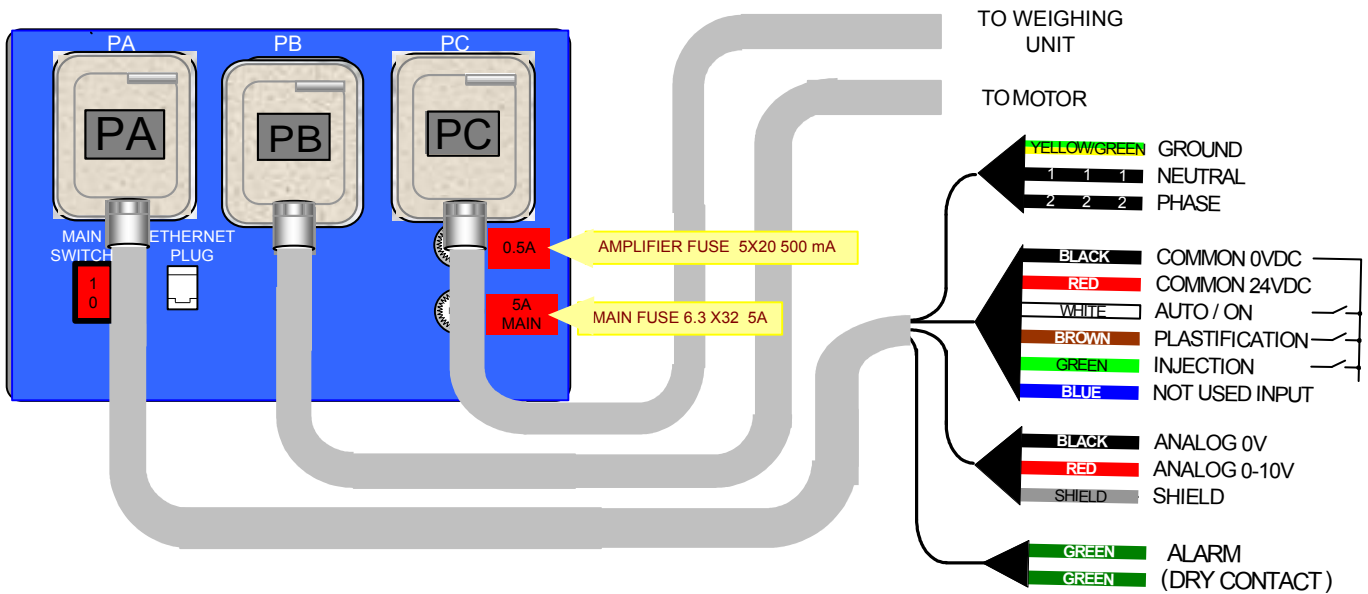 PA
PB
PC
PA
PB
PC
MAIN
SWITCH
ETHERNET
PLUG
1
0
0.5A
AMPLIFIER FUSE 5X20 500 mA
5A
MAIN
MAIN FUSE 6.3 X32 5A
TO WEIGHING
UNIT
TO MOTOR
YELLOW/GREEN GROUND
1 1 1 NEUTRAL
2 2 2 PHASE
BLACK COMMON 0VDC
RED COMMON 24VDC
WHITE AUTO / ON
BROWN PLASTIFICATION
GREEN INJECTION
BLUE NOT USED INPUT
BLACK ANALOG 0V
RED ANALOG 0-10V
SHIELD SHIELD
GREEN ALARM
GREEN (DRY CONTACT)